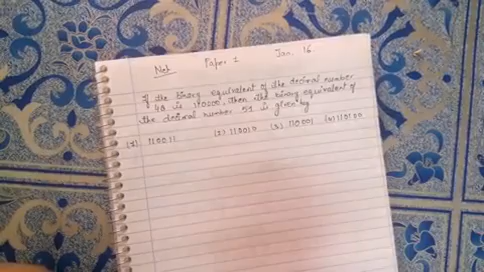 Net Paper 1 Jan. 16
If the binary equivalent of the decimal number
48 is 110000, then the binary equivalent of
the decimal number 51 is given by
(1) 110011 (2) 110010 (3) 110001 (4) 110100